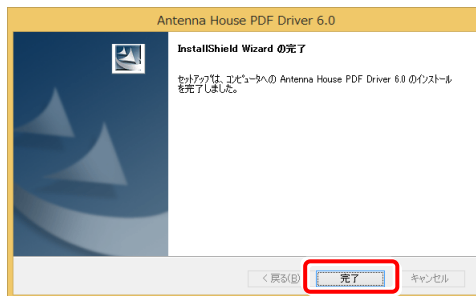 Antenna House PDF Driver 6.0
InstallShield Wizard の完了
セットアップは、コンピュータへの Antenna House PDF Driver 6.0 のインストール
を完了しました。
< 戻る(B)
完了
キャンセル